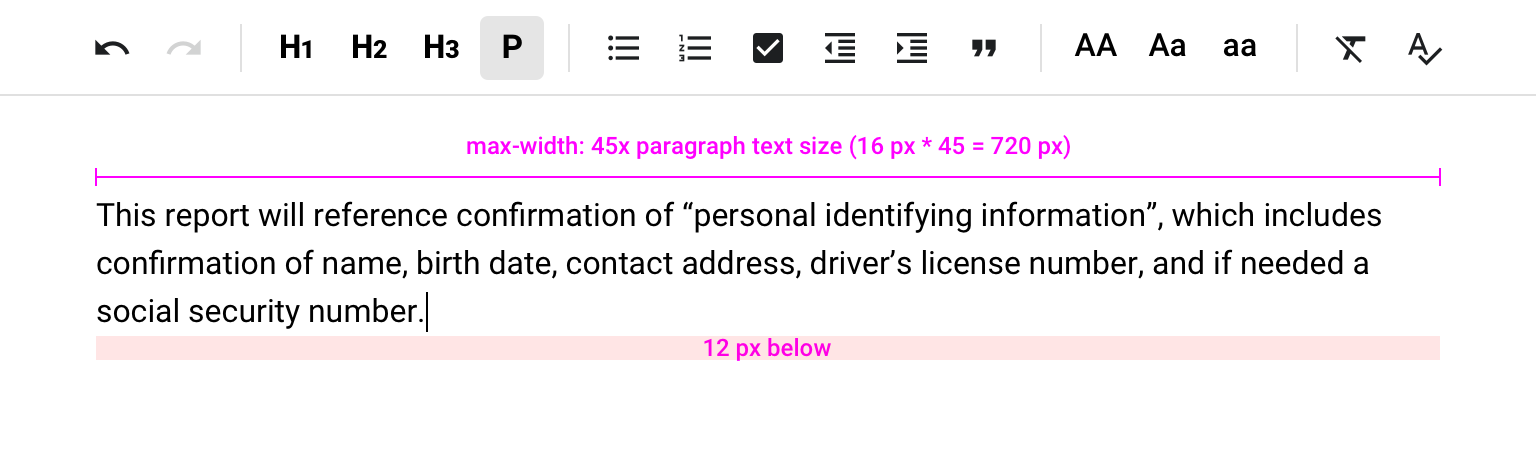 H1 H2 H3 P AA Aa aa
max-width: 45x paragraph text size (16 px * 45 = 720 px)
This report will reference confirmation of “personal identifying information”, which includes
confirmation of name, birth date, contact address, driver’s license number, and if needed a
social security number.
12 px below